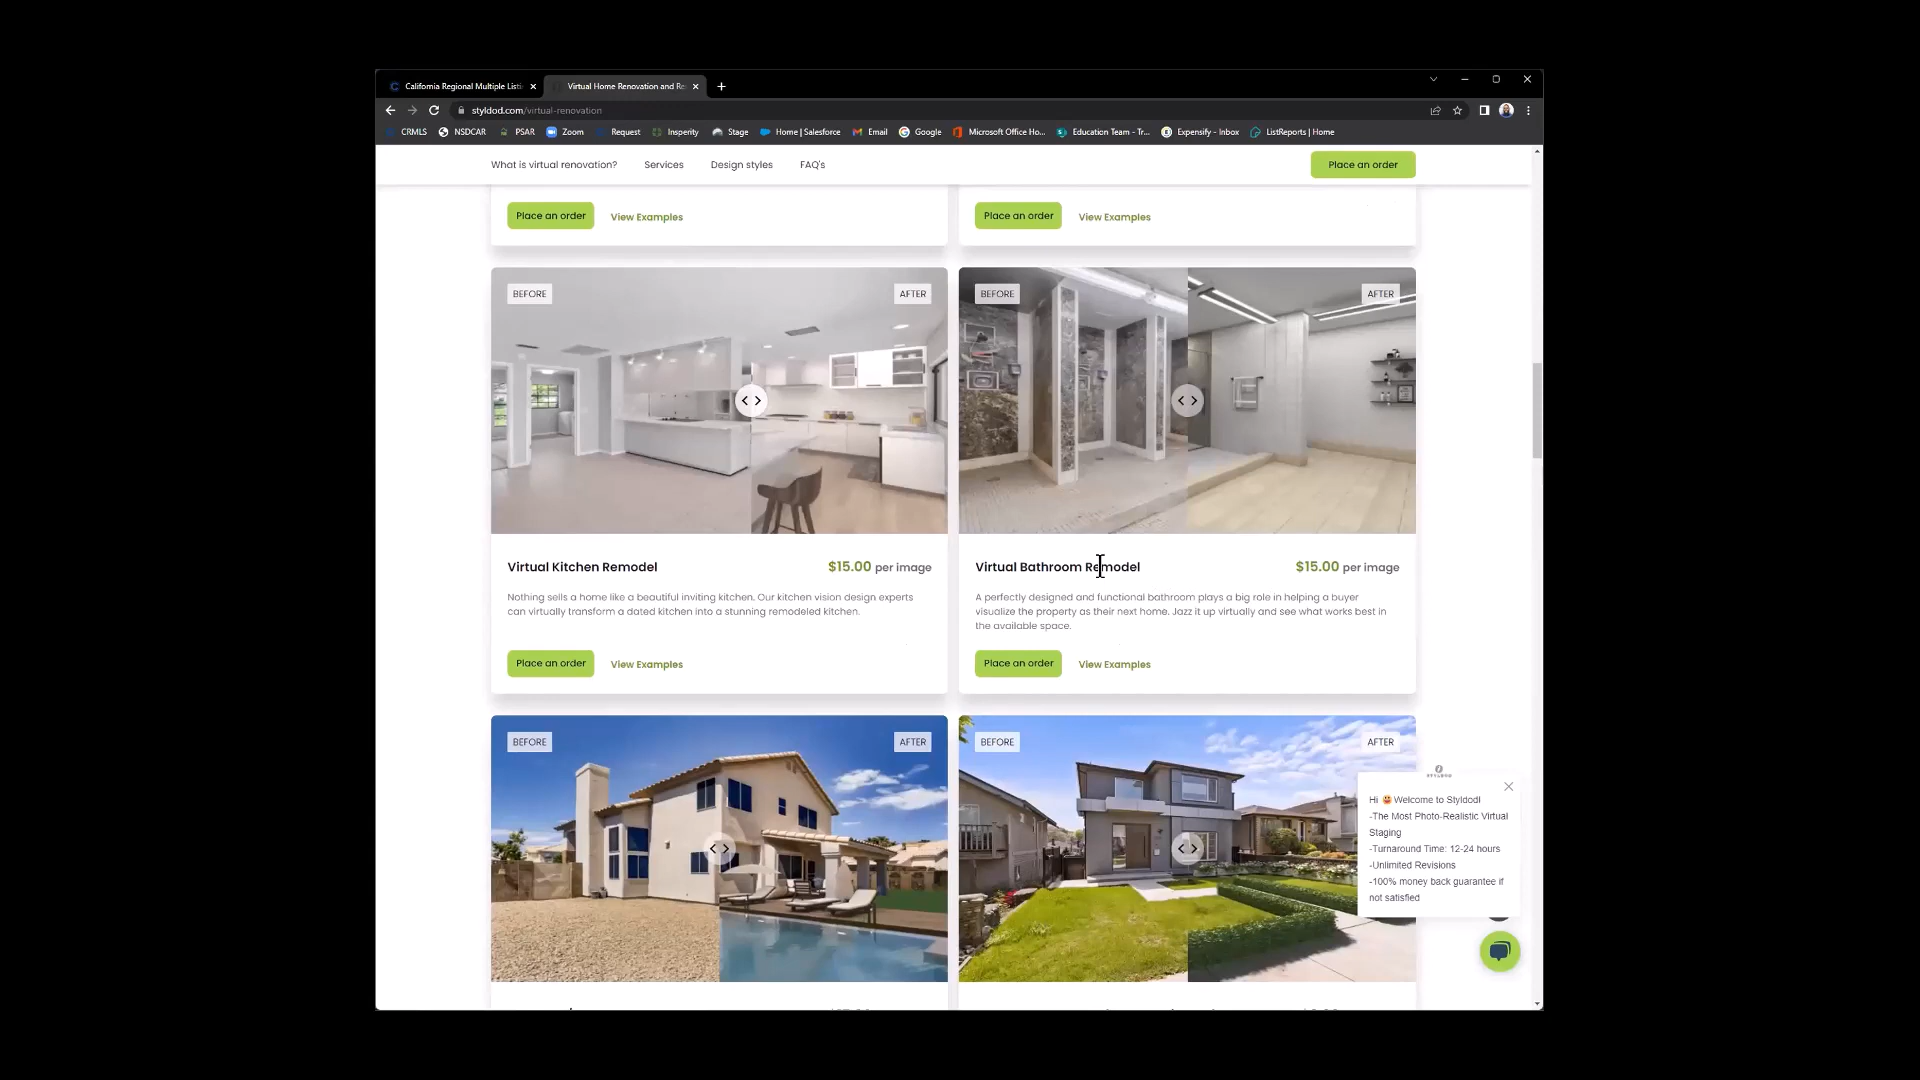 California Regional Multiple Listi
Virtual Home Renovation and Re
styldod.com/virtual-renovation
CRMLS
NSDCAR
PSAR
Zoom
Request
Insperity
Stage
Home | Salesforce
Email
Google
Microsoft Office Ho...
Education Team - Tr...
Expensify - Inbox
ListReports | Home
What is virtual renovation?
Services
Design styles
FAQ's
Place an order
Place an order
View Examples
Place an order
View Examples
BEFORE
AFTER
BEFORE
AFTER
Virtual Kitchen Remodel
$15.00 per image
Nothing sells a home like a beautiful inviting kitchen. Our kitchen vision design experts
can virtually transform a dated kitchen into a stunning remodeled kitchen.
Place an order
View Examples
Virtual Bathroom Remodel
$15.00 per image
A perfectly designed and functional bathroom plays a big role in helping a buyer
visualize the property as their next home. Jazz it up virtually and see what works best in
the available space.
Place an order
View Examples
BEFORE
AFTER
BEFORE
AFTER
STYLDOD
Hi 😀 Welcome to Styldod!
-The Most Photo-Realistic Virtual
Staging
-Turnaround Time: 12-24 hours
-Unlimited Revisions
-100% money back guarantee if
not satisfied